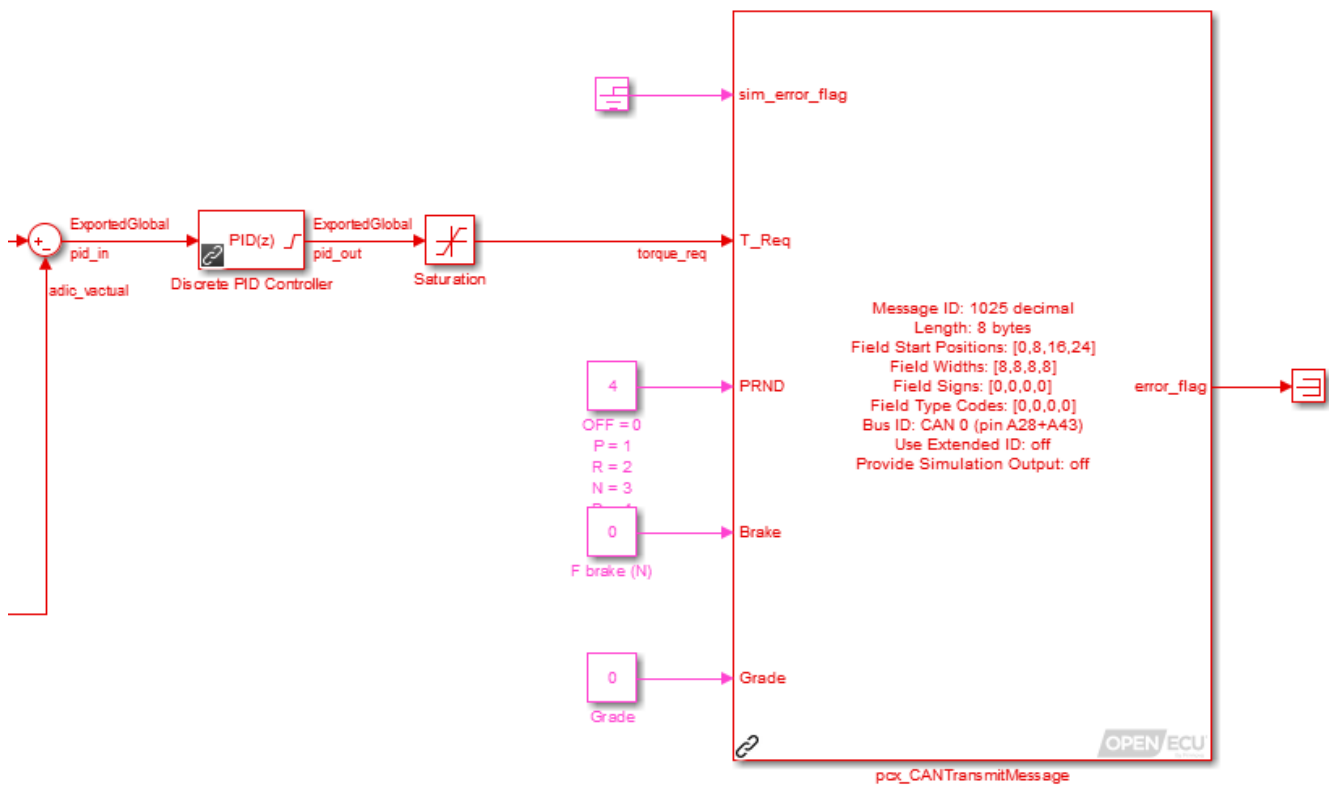 sim_error_flag
ExportedGlobal
pid_in
+
-
adic_vactual
PID(z)
Discrete PID Controller
ExportedGlobal
pid_out
Saturation
torque_req
T_Req
Message ID: 1025 decimal
Length: 8 bytes
Field Start Positions: [0,8,16,24]
Field Widths: [8,8,8,8]
Field Signs: [0,0,0,0]
Field Type Codes: [0,0,0,0]
Bus ID: CAN 0 (pin A28+A43)
Use Extended ID: off
Provide Simulation Output: off
error_flag
4
PRND
OFF = 0
P = 1
R = 2
N = 3
0
Brake
F brake (N)
0
Grade
Grade
OPEN ECU
pcx_CANTransmitMessage